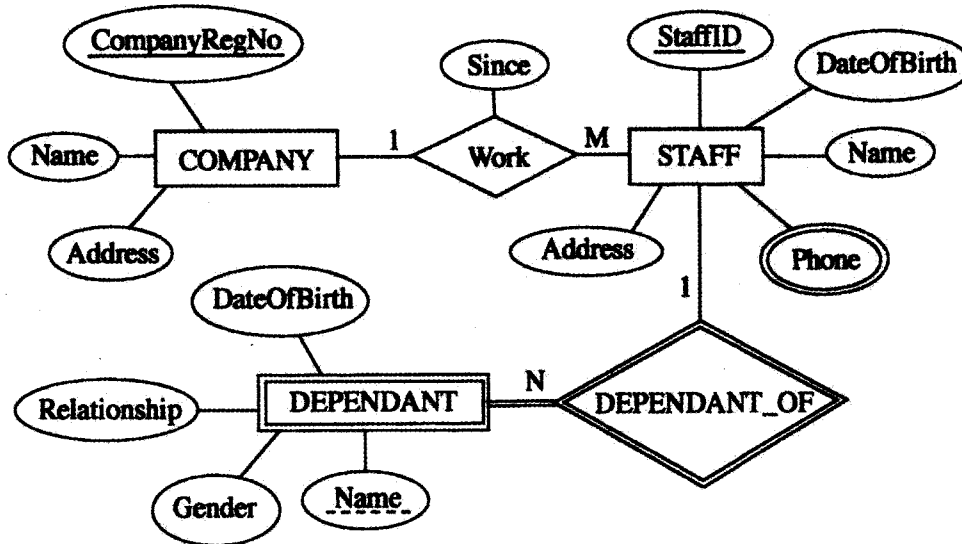 CompanyRegNo
StaffID
Since
DateOfBirth
Name
COMPANY
1
Work
M
STAFF
Name
Address
Address
Phone
DateOfBirth
1
Relationship
DEPENDANT
N
DEPENDANT_OF
Gender
Name